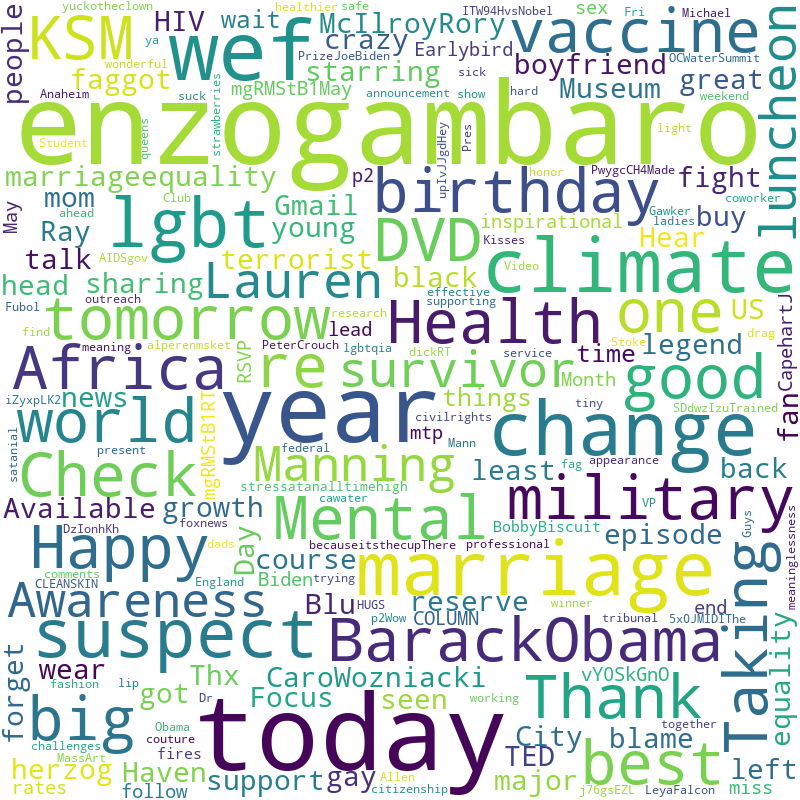 yuckotheclown
healthier
safe
ITW94HvsNobel
Fri
Michael
HIV
wait
McIlroyRory
sex
ya
Earlybird
OCWaterSummit
KSM
wef
crazy
vaccine
people
wonderful
PrizeJoeBiden
sick
boyfriend
faggot
starring
great
luncheon
Anaheim
suck
mgRMStB1May
announcement
show
hard
Museum
weekend
strawberries
enzogambaro
Student
queens
light
upIvJJgdHey
Pres
marriageequality
p2
honor
PwygcCH4Made
fight
coworker
mom
birthday
May
ahead
Club
Gmail
inspirational
Gawker
buy
ladies
Ray
lgbt
young
DVD
Kisses
Hear
talk
AIDSgov
terrorist
Video
climate
head
sharing
Lauren
black
effective
supporting
Fubol
outreach
tomorrow
research
Health
one
US
CapehartJ
find
meaning
alperenmsket
RSVP
PeterCrouch
lead
lgbtqia
dickRT
service
Stoke
time
legend
drag
Africa
re
survivor
things
Month
good
fan
iZyxpLK2
news
year
tiny
SDdwzIzuTrained
world
mgRMStB1RT
civilrights
mtp
change
satanial
present
federal
Mann
Check
Manning
least
fag
appearance
back
stressatanalltimehigh
VP
Guys
Available
growth
cawater
military
DzIonhKh
foxnews
Mental
BobbyBiscuit
episode
Happy
dads
Day
becauseitsthecupThere
professional
meaninglessness
comments
course
marriage
Taking
CLEANSKIN
England
Biden
trying
Awareness
Blu
HUGS
reserve
winner
end
p2Wow
COLUMN
tribunal
5xOJMIDIThe
suspect
BarackObama
equality
wear
Thx
CaroWozniacki
vY0SkGnO
forget
fashion
lip
got
Focus
seen
working
Thank
together
big
Dr
today
Obama
couture
City
blame
challenges
MassArt
fires
TED
best
left
herzog
Haven
Allen
major
rates
follow
support
gay
citizenship
j76gsEZL
LeyaFalcon
miss